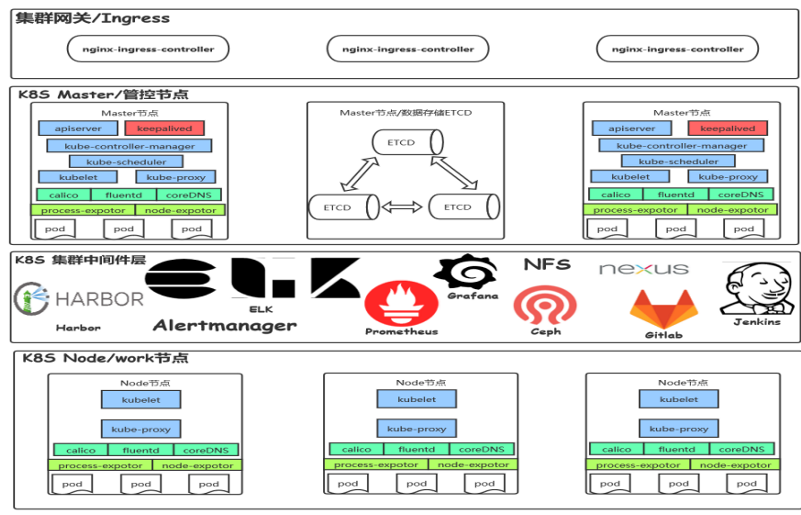 集群网关/Ingress
nginx-ingress-controller
nginx-ingress-controller
nginx-ingress-controller
K8S Master/管控节点
Master节点
apiserver
keepalived
kube-controller-manager
kube-scheduler
kubelet
kube-proxy
calico
fluentd
coreDNS
process-expotor
node-expotor
pod
pod
pod
Master节点/数据存储ETCD
ETCD
ETCD
ETCD
Master节点
apiserver
keepalived
kube-controller-manager
kube-scheduler
kubelet
kube-proxy
calico
fluentd
coreDNS
process-expotor
node-expotor
pod
pod
pod
K8S 集群中间件层
HARBOR
Harbor
ELK
ELK
Alertmanager
Prometheus
Grafana
NFS
Ceph
nexus
Gitlab
Jenkins
K8S Node/work节点
Node节点
kubelet
kube-proxy
calico
fluentd
coreDNS
process-expotor
node-expotor
pod
pod
pod
Node节点
kubelet
kube-proxy
calico
fluentd
coreDNS
process-expotor
node-expotor
pod
pod
pod
Node节点
kubelet
kube-proxy
calico
fluentd
coreDNS
process-expotor
node-expotor
pod
pod
pod